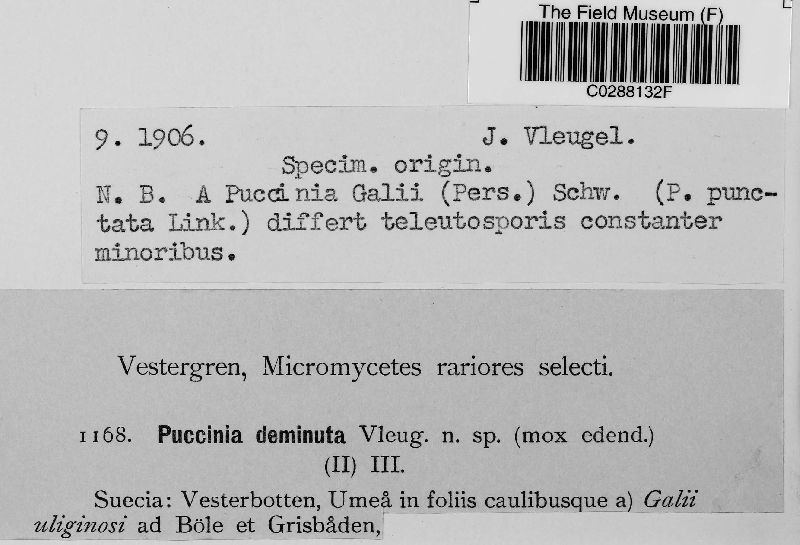 The Field Museum (F)
C0288132F
9. 1906. J. Vleugel.
Specim. origin.
N. B. A Puccinia Galii (Pers.) Schw. (P. punc-
tata Link.) differt teleutosporis constanter
minoribus.
Vestergren, Micromycetes rariores selecti.
1168. Puccinia deminuta Vleug. n. sp. (mox edend.)
(II) III.
Suecia: Vesterbotten, Umeå in foliis caulibusque a) Galii
uliginosi ad Böle et Grisbåden,